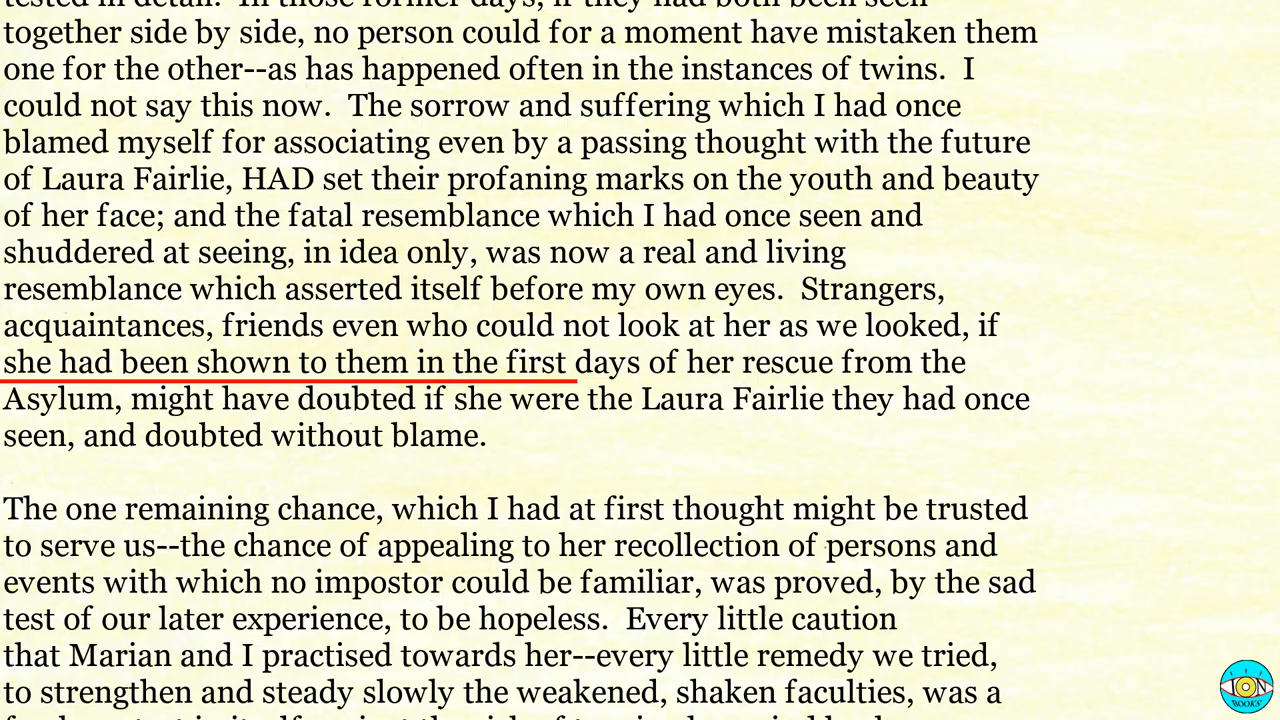 tested in detail.  In those former days, if they had both been seen
together side by side, no person could for a moment have mistaken them
one for the other--as has happened often in the instances of twins.  I
could not say this now.  The sorrow and suffering which I had once
blamed myself for associating even by a passing thought with the future
of Laura Fairlie, HAD set their profaning marks on the youth and beauty
of her face; and the fatal resemblance which I had once seen and
shuddered at seeing, in idea only, was now a real and living
resemblance which asserted itself before my own eyes.  Strangers,
acquaintances, friends even who could not look at her as we looked, if
she had been shown to them in the first days of her rescue from the
Asylum, might have doubted if she were the Laura Fairlie they had once
seen, and doubted without blame.
The one remaining chance, which I had at first thought might be trusted
to serve us--the chance of appealing to her recollection of persons and
events with which no impostor could be familiar, was proved, by the sad
test of our later experience, to be hopeless.  Every little caution
that Marian and I practised towards her--every little remedy we tried,
to strengthen and steady slowly the weakened, shaken faculties, was a
ION
BOOKS